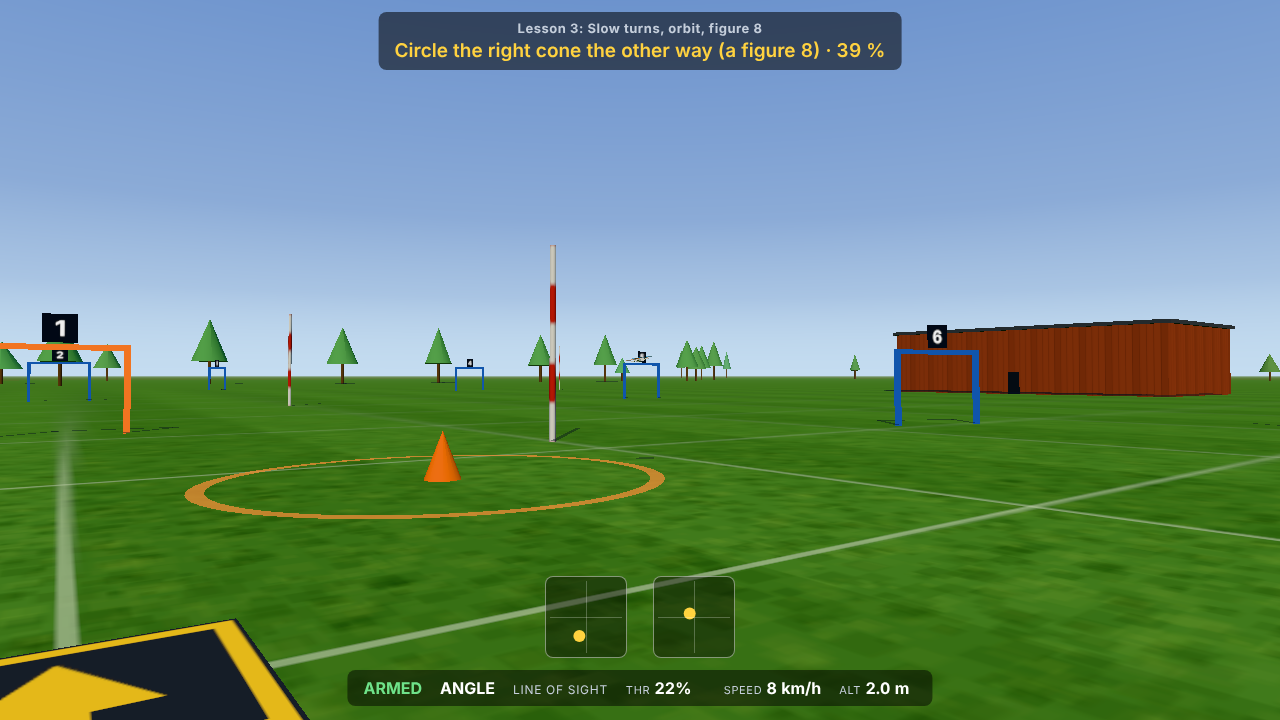 Lesson 3: Slow turns, orbit, figure 8
Circle the right cone the other way (a figure 8) · 39 %
1
2
6
ARMED ANGLE LINE OF SIGHT THR 22% SPEED 8 km/h ALT 2.0 m